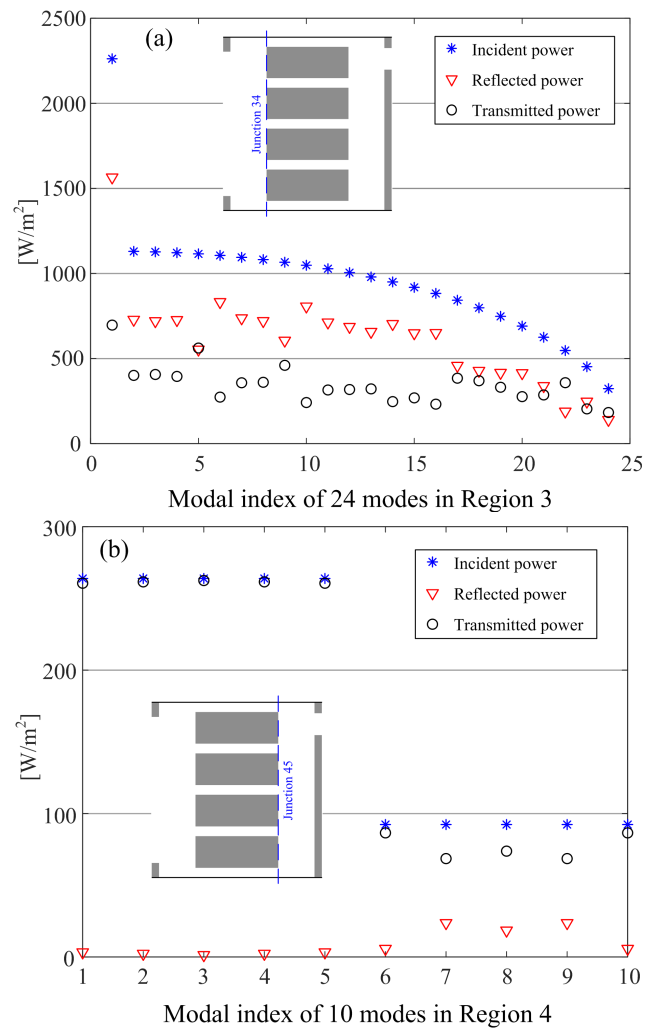 (a)
2500
2000
1500
1000
500
0
[W/m²]
Junction 34
Incident power
Reflected power
Transmitted power
0 5 10 15 20 25
Modal index of 24 modes in Region 3
(b)
300
200
100
0
[W/m²]
Incident power
Reflected power
Transmitted power
Junction 45
1 2 3 4 5 6 7 8 9 10
Modal index of 10 modes in Region 4